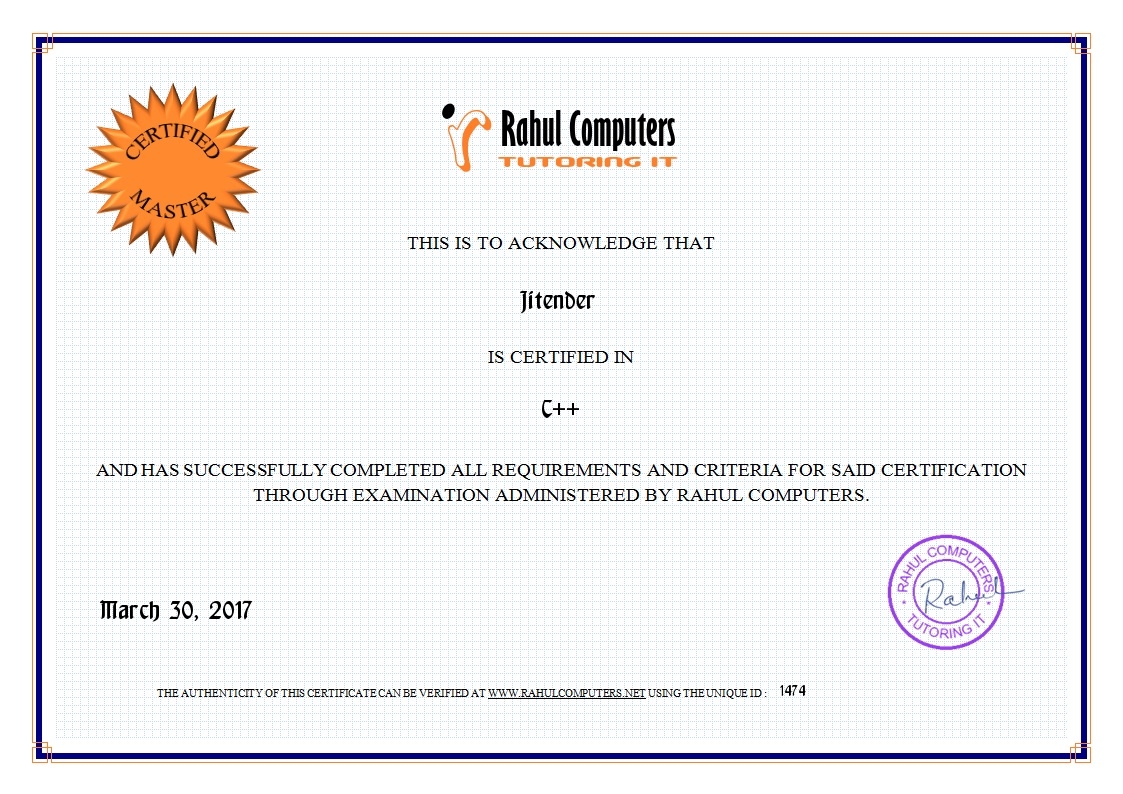 CERTIFIED
MASTER
Rahul Computers
TUTORING IT
THIS IS TO ACKNOWLEDGE THAT
Jitender
IS CERTIFIED IN
C++
AND HAS SUCCESSFULLY COMPLETED ALL REQUIREMENTS AND CRITERIA FOR SAID CERTIFICATION
THROUGH EXAMINATION ADMINISTERED BY RAHUL COMPUTERS.
RAHUL COMPUTERS
Rahul
TUTORING IT
March 30, 2017
THE AUTHENTICITY OF THIS CERTIFICATE CAN BE VERIFIED AT WWW.RAHULCOMPUTERS.NET USING THE UNIQUE ID : 1474